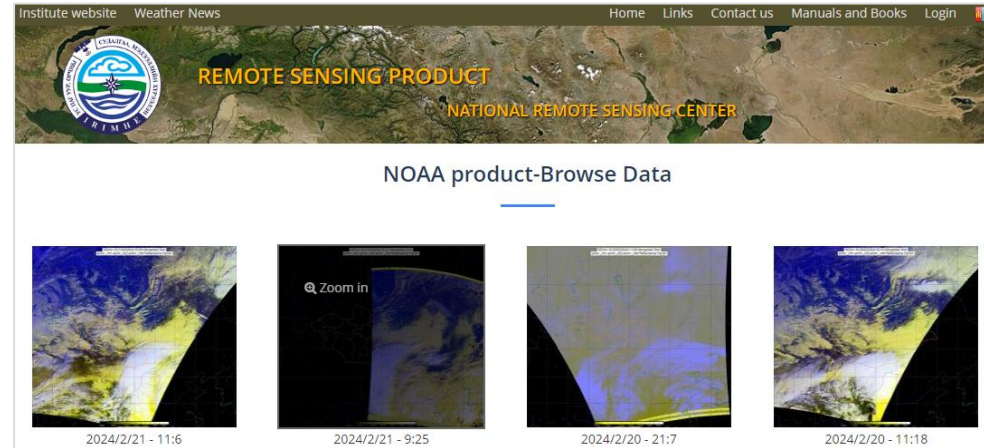 Institute website Weather News Home Links Contact us Manuals and Books Login
REMOTE SENSING PRODUCT
NATIONAL REMOTE SENSING CENTER
IRIMHE
NOAA product-Browse Data
Zoom in
2024/2/21 - 11:6 2024/2/21 - 9:25 2024/2/20 - 21:7 2024/2/20 - 11:18